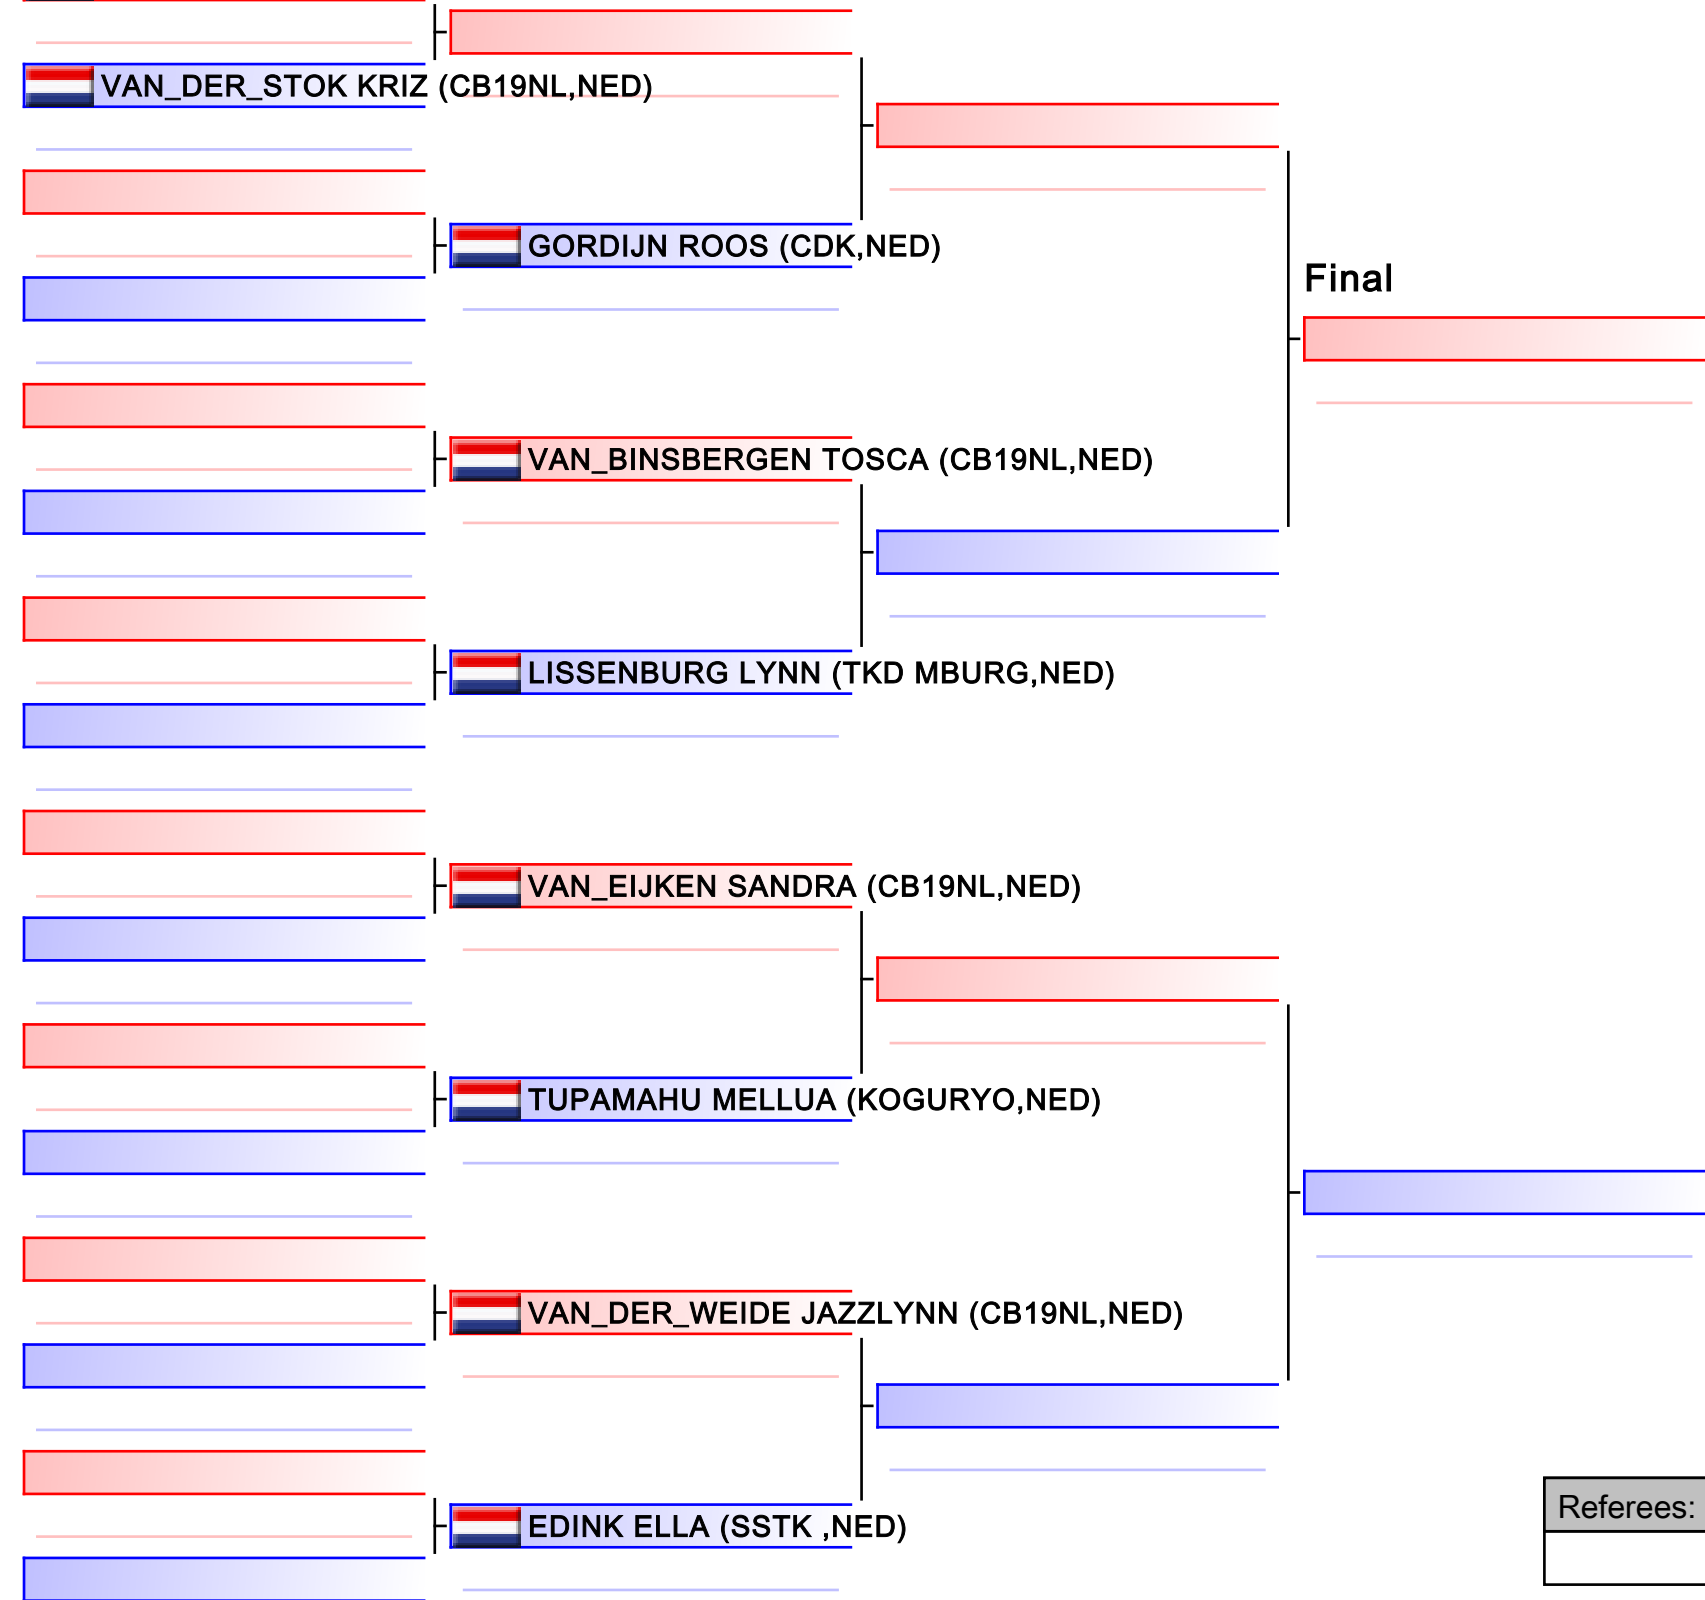 VAN_DER_STOK KRIZ (CB19NL,NED)
GORDIJN ROOS (CDK,NED)
Final
VAN_BINSBERGEN TOSCA (CB19NL,NED)
LISSENBURG LYNN (TKD MBURG,NED)
VAN_EIJKEN SANDRA (CB19NL,NED)
TUPAMAHU MELLUA (KOGURYO,NED)
VAN_DER_WEIDE JAZZLYNN (CB19NL,NED)
Referees:
EDINK ELLA (SSTK ,NED)